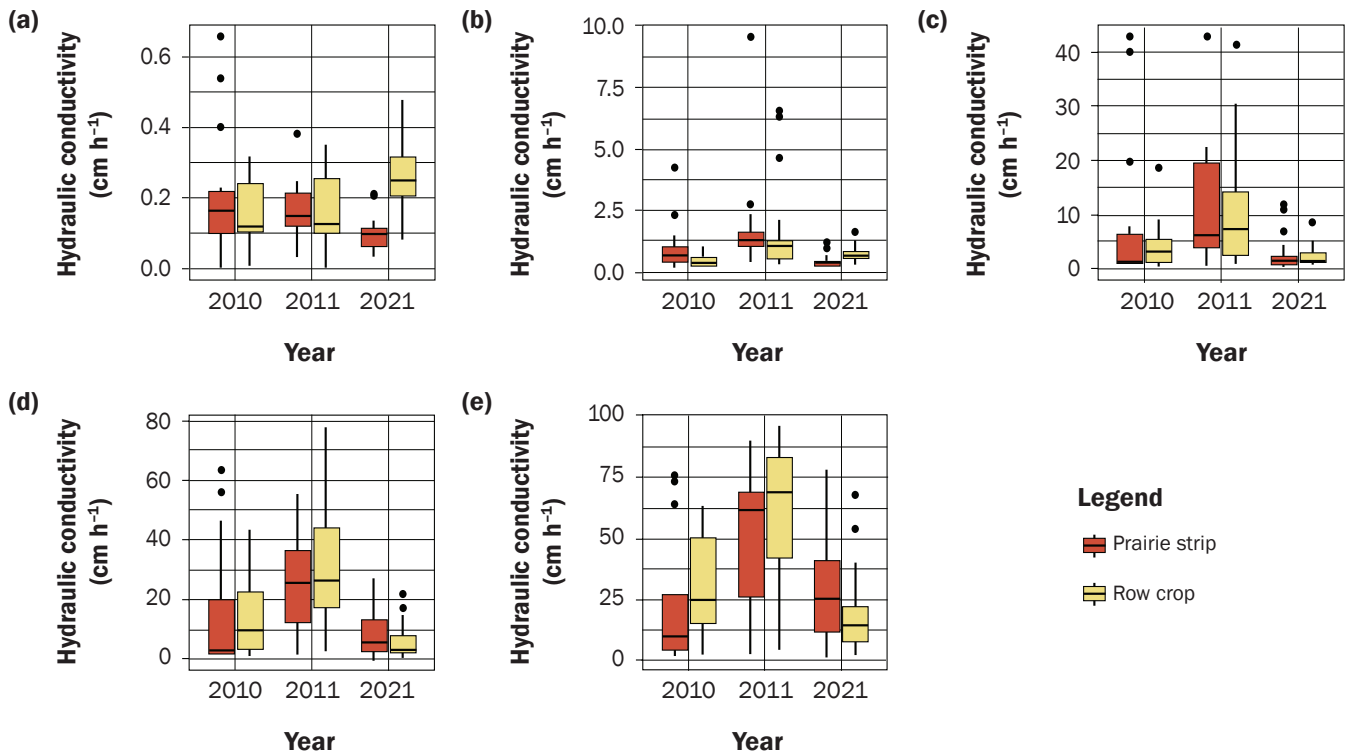 (a)
Hydraulic conductivity
(cm h⁻¹)
0.6
0.4
0.2
0.0
2010 2011 2021
Year
(b)
Hydraulic conductivity
(cm h⁻¹)
10.0
7.5
5.0
2.5
0.0
2010 2011 2021
Year
(c)
Hydraulic conductivity
(cm h⁻¹)
40
30
20
10
0
2010 2011 2021
Year
(d)
Hydraulic conductivity
(cm h⁻¹)
80
60
40
20
0
2010 2011 2021
Year
(e)
Hydraulic conductivity
(cm h⁻¹)
100
75
50
25
0
2010 2011 2021
Year
Legend
Prairie strip
Row crop